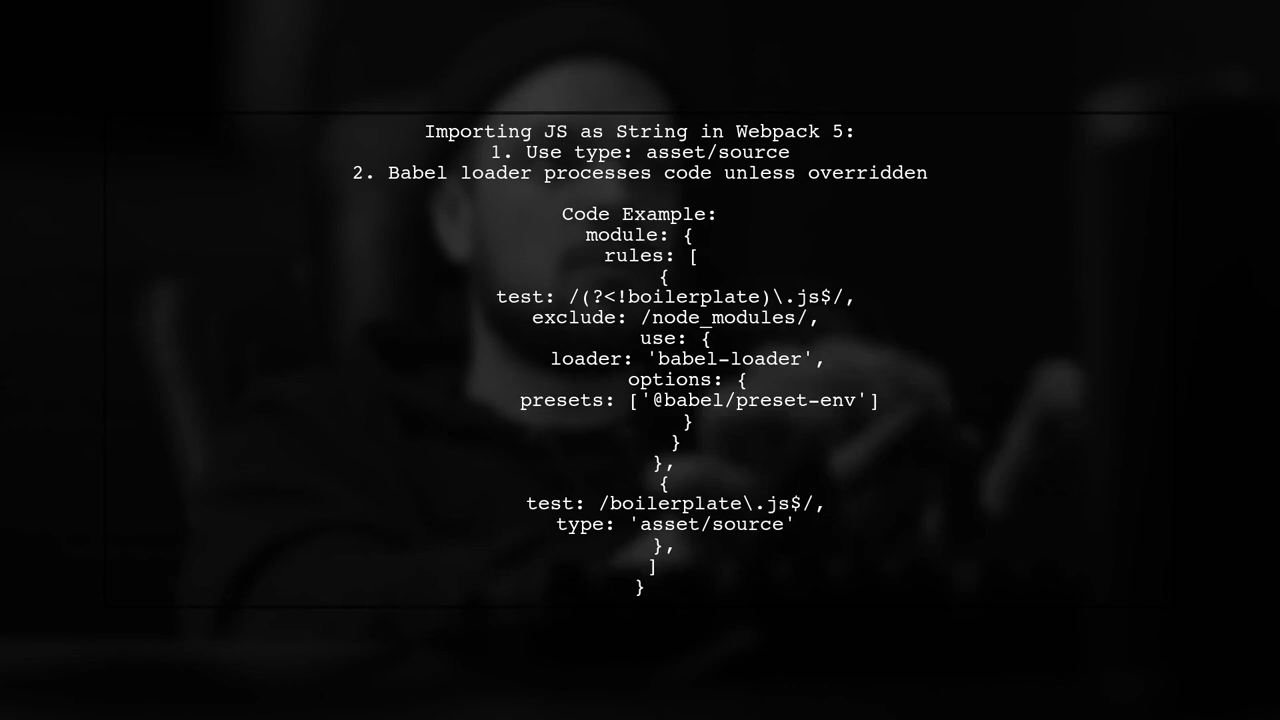 Importing JS as String in Webpack 5:
1. Use type: asset/source
2. Babel loader processes code unless overridden
Code Example:
module: {
rules: [
{
test: /(?<!boilerplate)\.js$/,
exclude: /node_modules/,
use: {
loader: 'babel-loader',
options: {
presets: ['@babel/preset-env']
}
}
},
{
test: /boilerplate\.js$/,
type: 'asset/source'
},
]
}